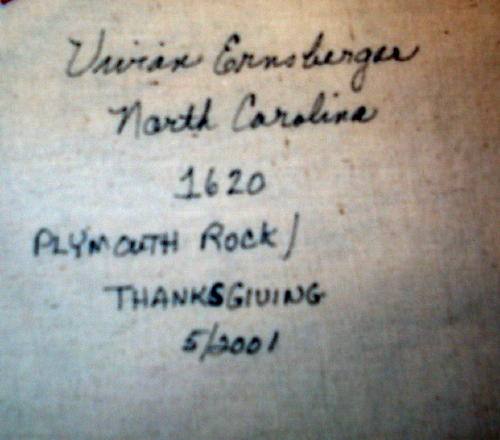 Vivian Ernsberger
North Carolina
1620
PLYMOUTH ROCK/
THANKSGIVING
5/2001